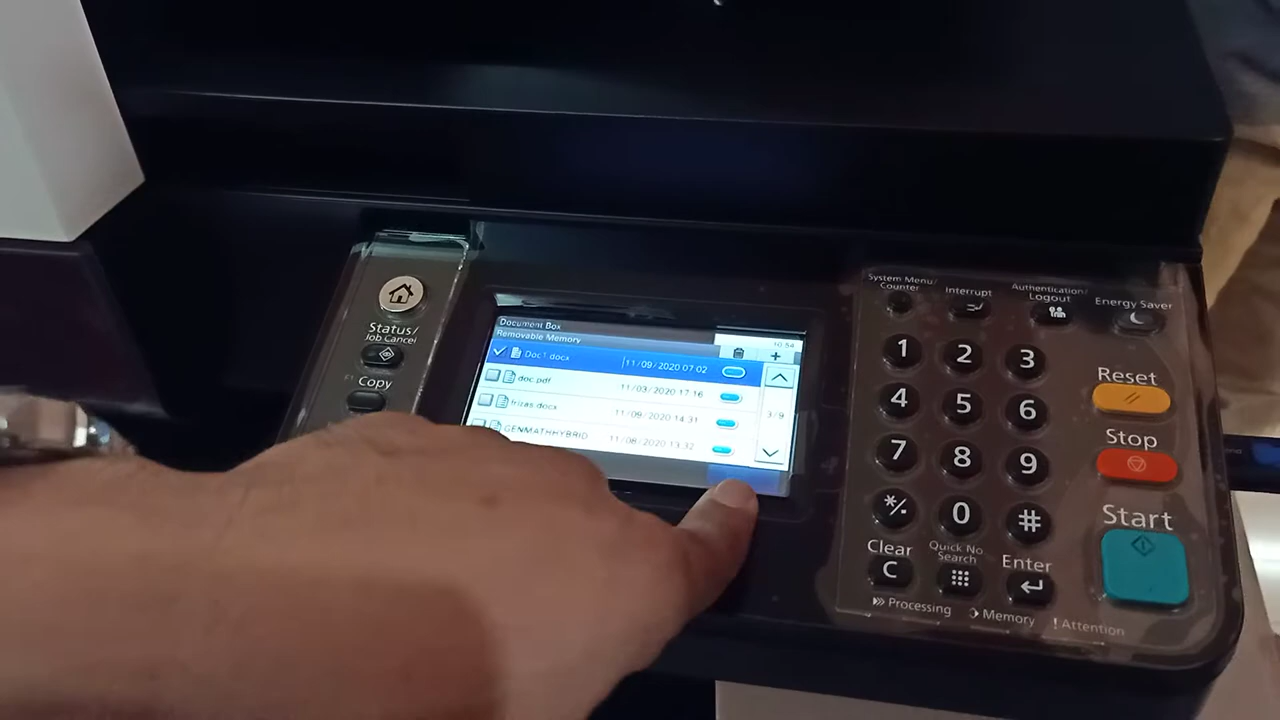 Status/
Job Cancel
Copy
Document Box
Removable Memory
10:54
Doc1.docx 11/09/2020 07:02
doc.pdf 11/03/2020 17:16
frizas.docx 11/09/2020 14:31
GENMATHHYBRID 11/08/2020 13:32
3/9
System Menu/
Counter
Interrupt
Authentication/
Logout
Energy Saver
1 2 3
Reset
4 5 6
Stop
7 8 9
*/. 0 #
Start
Clear
C
Quick No.
Search
Enter
Processing
Memory
! Attention